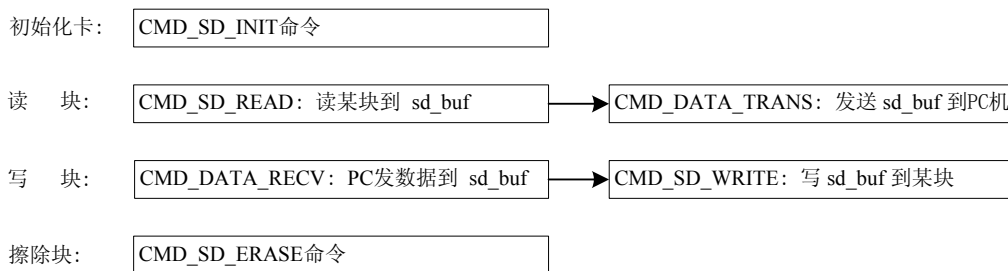 初始化卡： CMD_SD_INIT命令
读 块： CMD_SD_READ：读某块到 sd_buf CMD_DATA_TRANS：发送 sd_buf 到PC机
写 块： CMD_DATA_RECV：PC发数据到 sd_buf CMD_SD_WRITE：写 sd_buf 到某块
擦除块： CMD_SD_ERASE命令